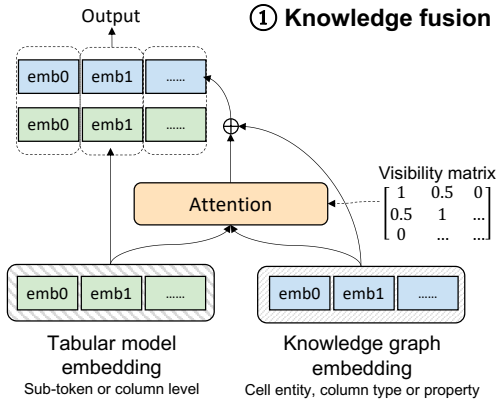 Output
① Knowledge fusion
emb0 emb1 ......
emb0 emb1 ......
⊕
Visibility matrix
1 0.5 0
0.5 1 ...
0 ... ...
Attention
emb0 emb1 ......
emb0 emb1 ......
Tabular model
embedding
Sub-token or column level
Knowledge graph
embedding
Cell entity, column type or property